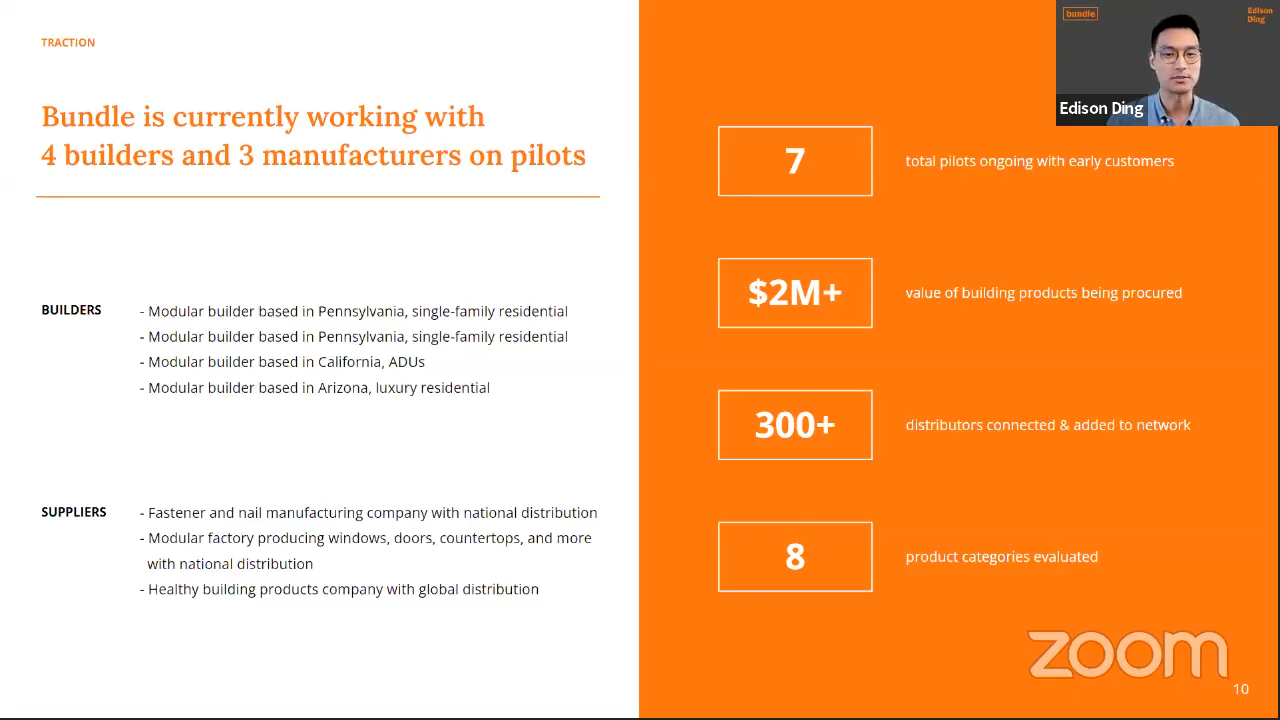 TRACTION
Bundle is currently working with
4 builders and 3 manufacturers on pilots
BUILDERS
- Modular builder based in Pennsylvania, single-family residential
- Modular builder based in Pennsylvania, single-family residential
- Modular builder based in California, ADUs
- Modular builder based in Arizona, luxury residential
SUPPLIERS
- Fastener and nail manufacturing company with national distribution
- Modular factory producing windows, doors, countertops, and more
with national distribution
- Healthy building products company with global distribution
7
total pilots ongoing with early customers
$2M+
value of building products being procured
300+
distributors connected & added to network
8
product categories evaluated
bundle
Edison
Ding
Edison Ding
zoom
10